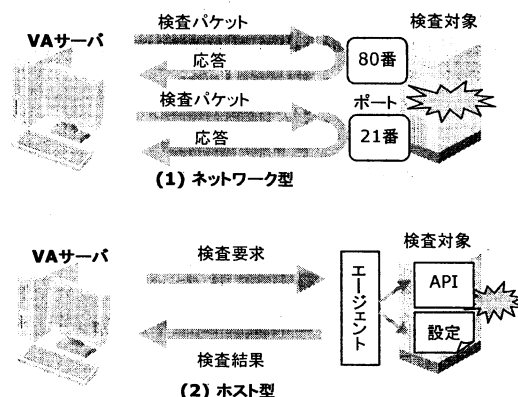 検査対象
VAサーバ
検査パケット
応答
80番
検査パケット
ポート
応答
21番
(1) ネットワーク型
検査対象
VAサーバ
検査要求
エージェント
API
設定
検査結果
(2) ホスト型